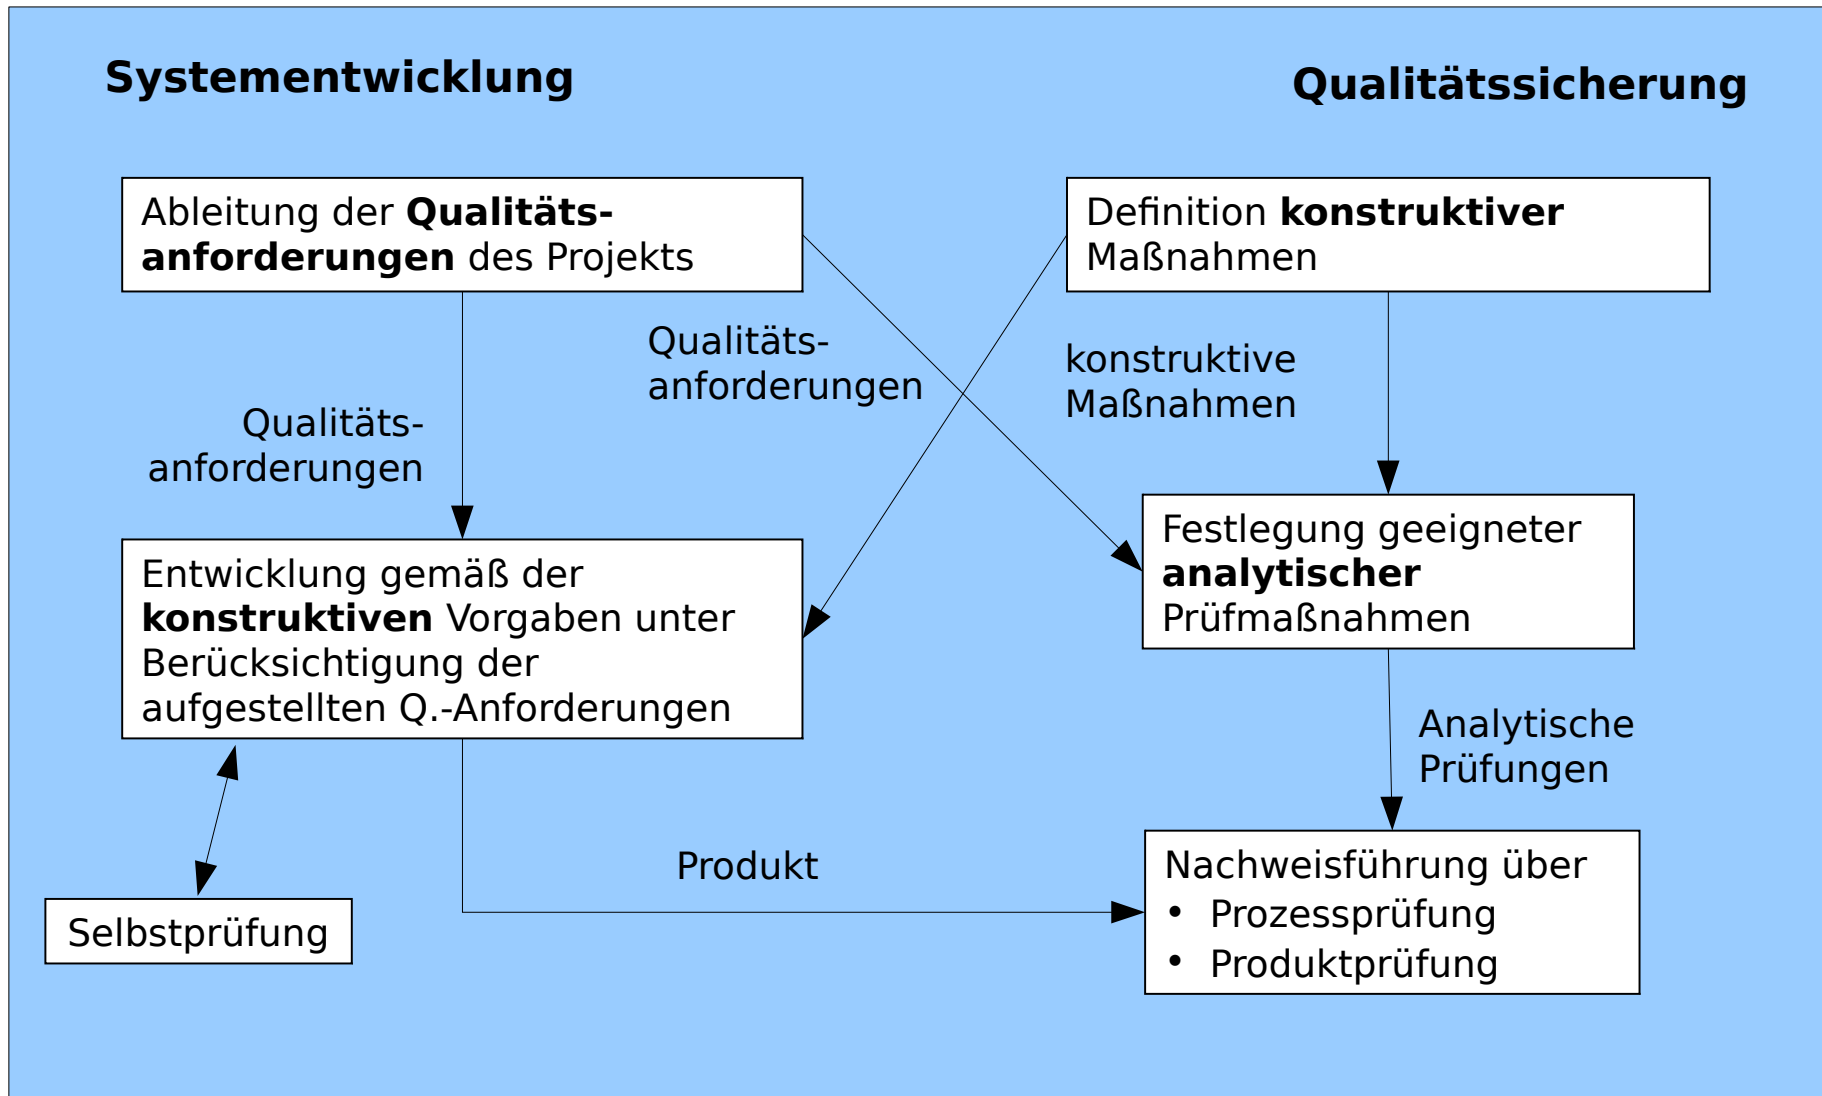 Systementwicklung
Qualitätssicherung
Ableitung der Qualitäts-
anforderungen des Projekts
Definition konstruktiver
Maßnahmen
Qualitäts-
anforderungen
konstruktive
Maßnahmen
Qualitäts-
anforderungen
Festlegung geeigneter
analytischer
Prüfmaßnahmen
Entwicklung gemäß der
konstruktiven Vorgaben unter
Berücksichtigung der
aufgestellten Q.-Anforderungen
Analytische
Prüfungen
Produkt
Nachweisführung über
• Prozessprüfung
• Produktprüfung
Selbstprüfung